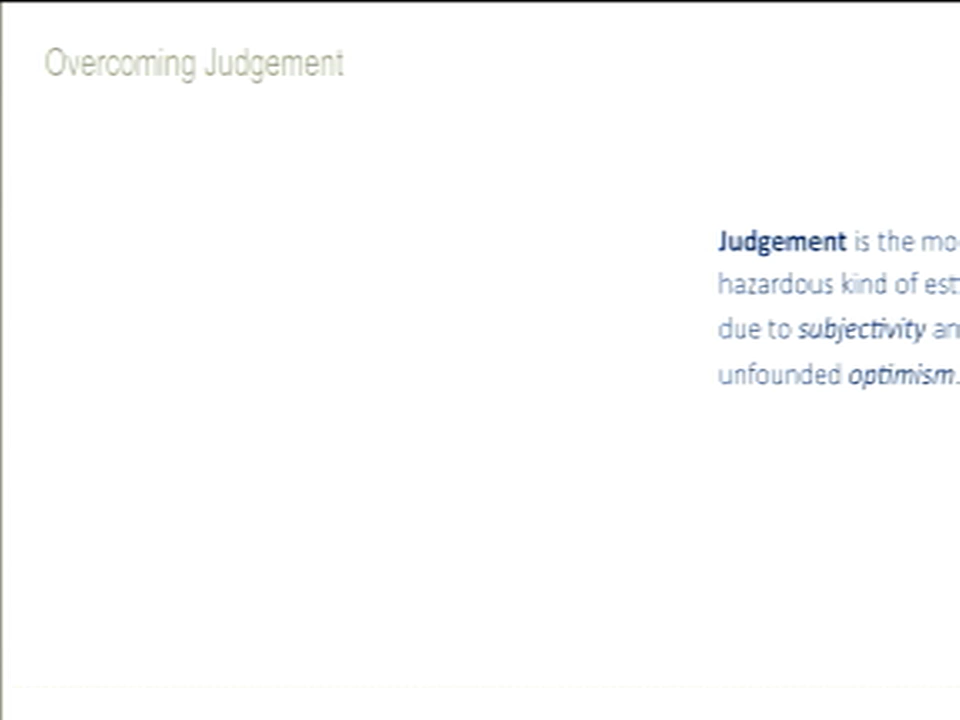 Overcoming Judgement
Judgement is the
hazardous kind of
due to subjectivity
unfounded optimism.